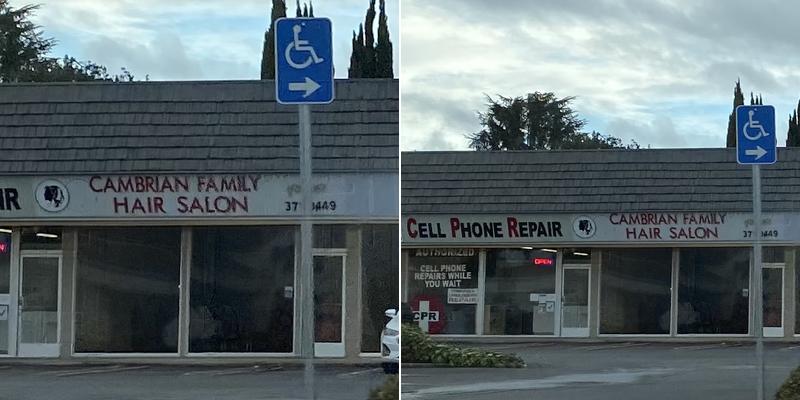 IR
CAMBRIAN FAMILY
HAIR SALON
CELL PHONE REPAIR
CAMBRIAN FAMILY
HAIR SALON
AUTHORIZED
OPEN
CELL PHONE
REPAIRS WHILE
YOU WAIT
CPR